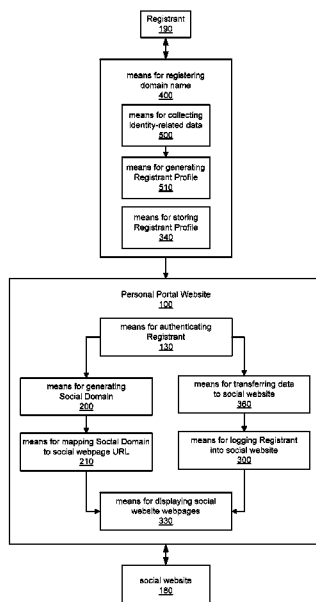 Registrant
190
means for registering
domain name
400
means for collecting
identity-related data
500
means for generating
Registrant Profile
510
means for storing
Registrant Profile
340
Personal Portal Website
100
means for authenticating
Registrant
130
means for generating
Social Domain
200
means for transferring data
to social website
360
means for mapping Social Domain
to social webpage URL
210
means for logging Registrant
into social website
300
means for displaying social
website webpages
330
social website
180